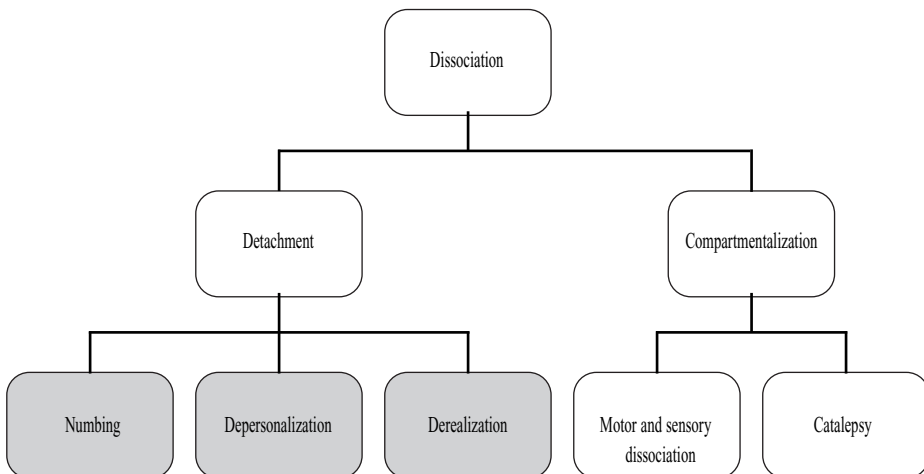 Dissociation
Detachment
Compartmentalization
Numbing
Depersonalization
Derealization
Motor and sensory
dissociation
Catalepsy